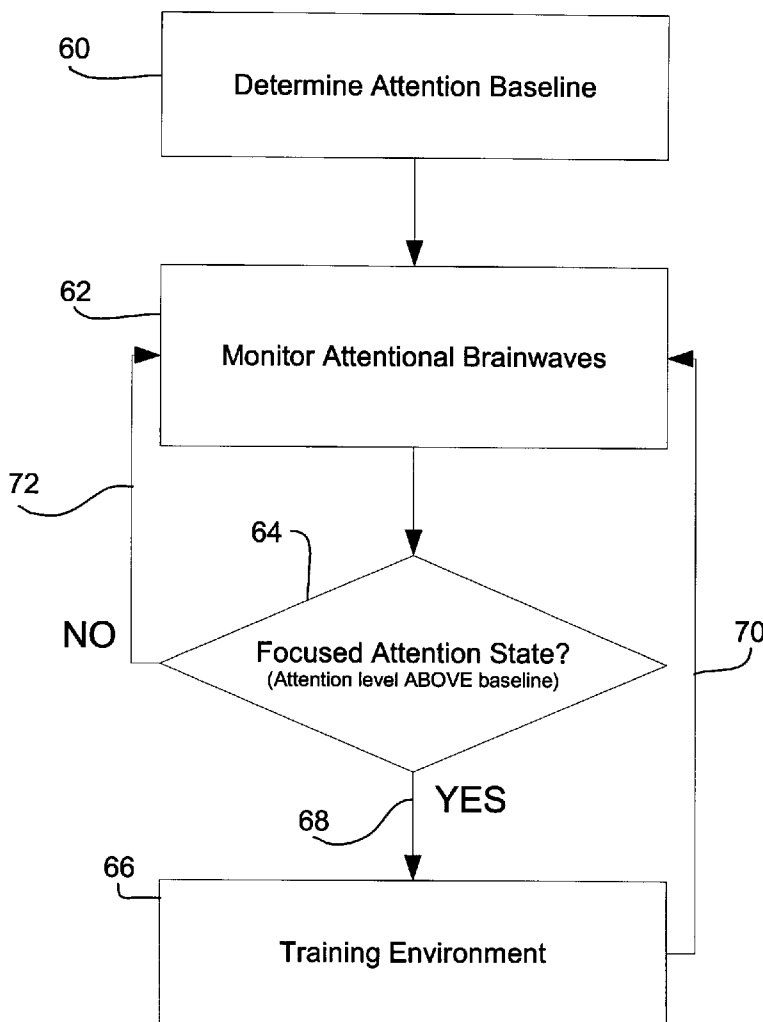 60
Determine Attention Baseline
62
Monitor Attentional Brainwaves
72
64
NO
Focused Attention State?
(Attention level ABOVE baseline)
70
YES
68
66
Training Environment